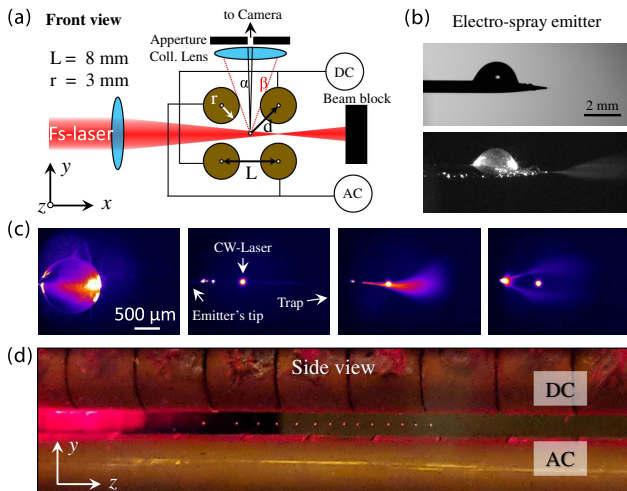 (a)
Front view
L = 8 mm
r = 3 mm
to Camera
Apperture
Coll. Lens
α
β
DC
Beam block
r
d
Fs-laser
L
AC
y
z
x
(b)
Electro-spray emitter
2 mm
(c)
CW-Laser
Emitter's tip
Trap
500 μm
(d)
Side view
DC
AC
y
z